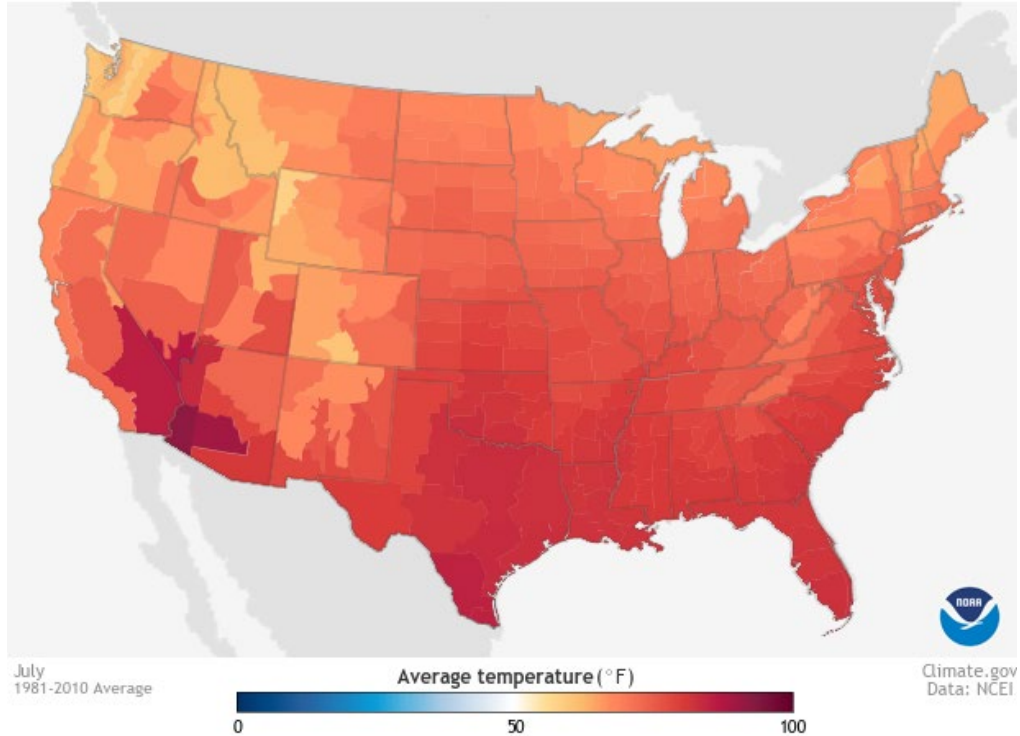 NOAA
July
1981-2010 Average
Average temperature (°F)
0
50
100
Climate.gov
Data: NCEI